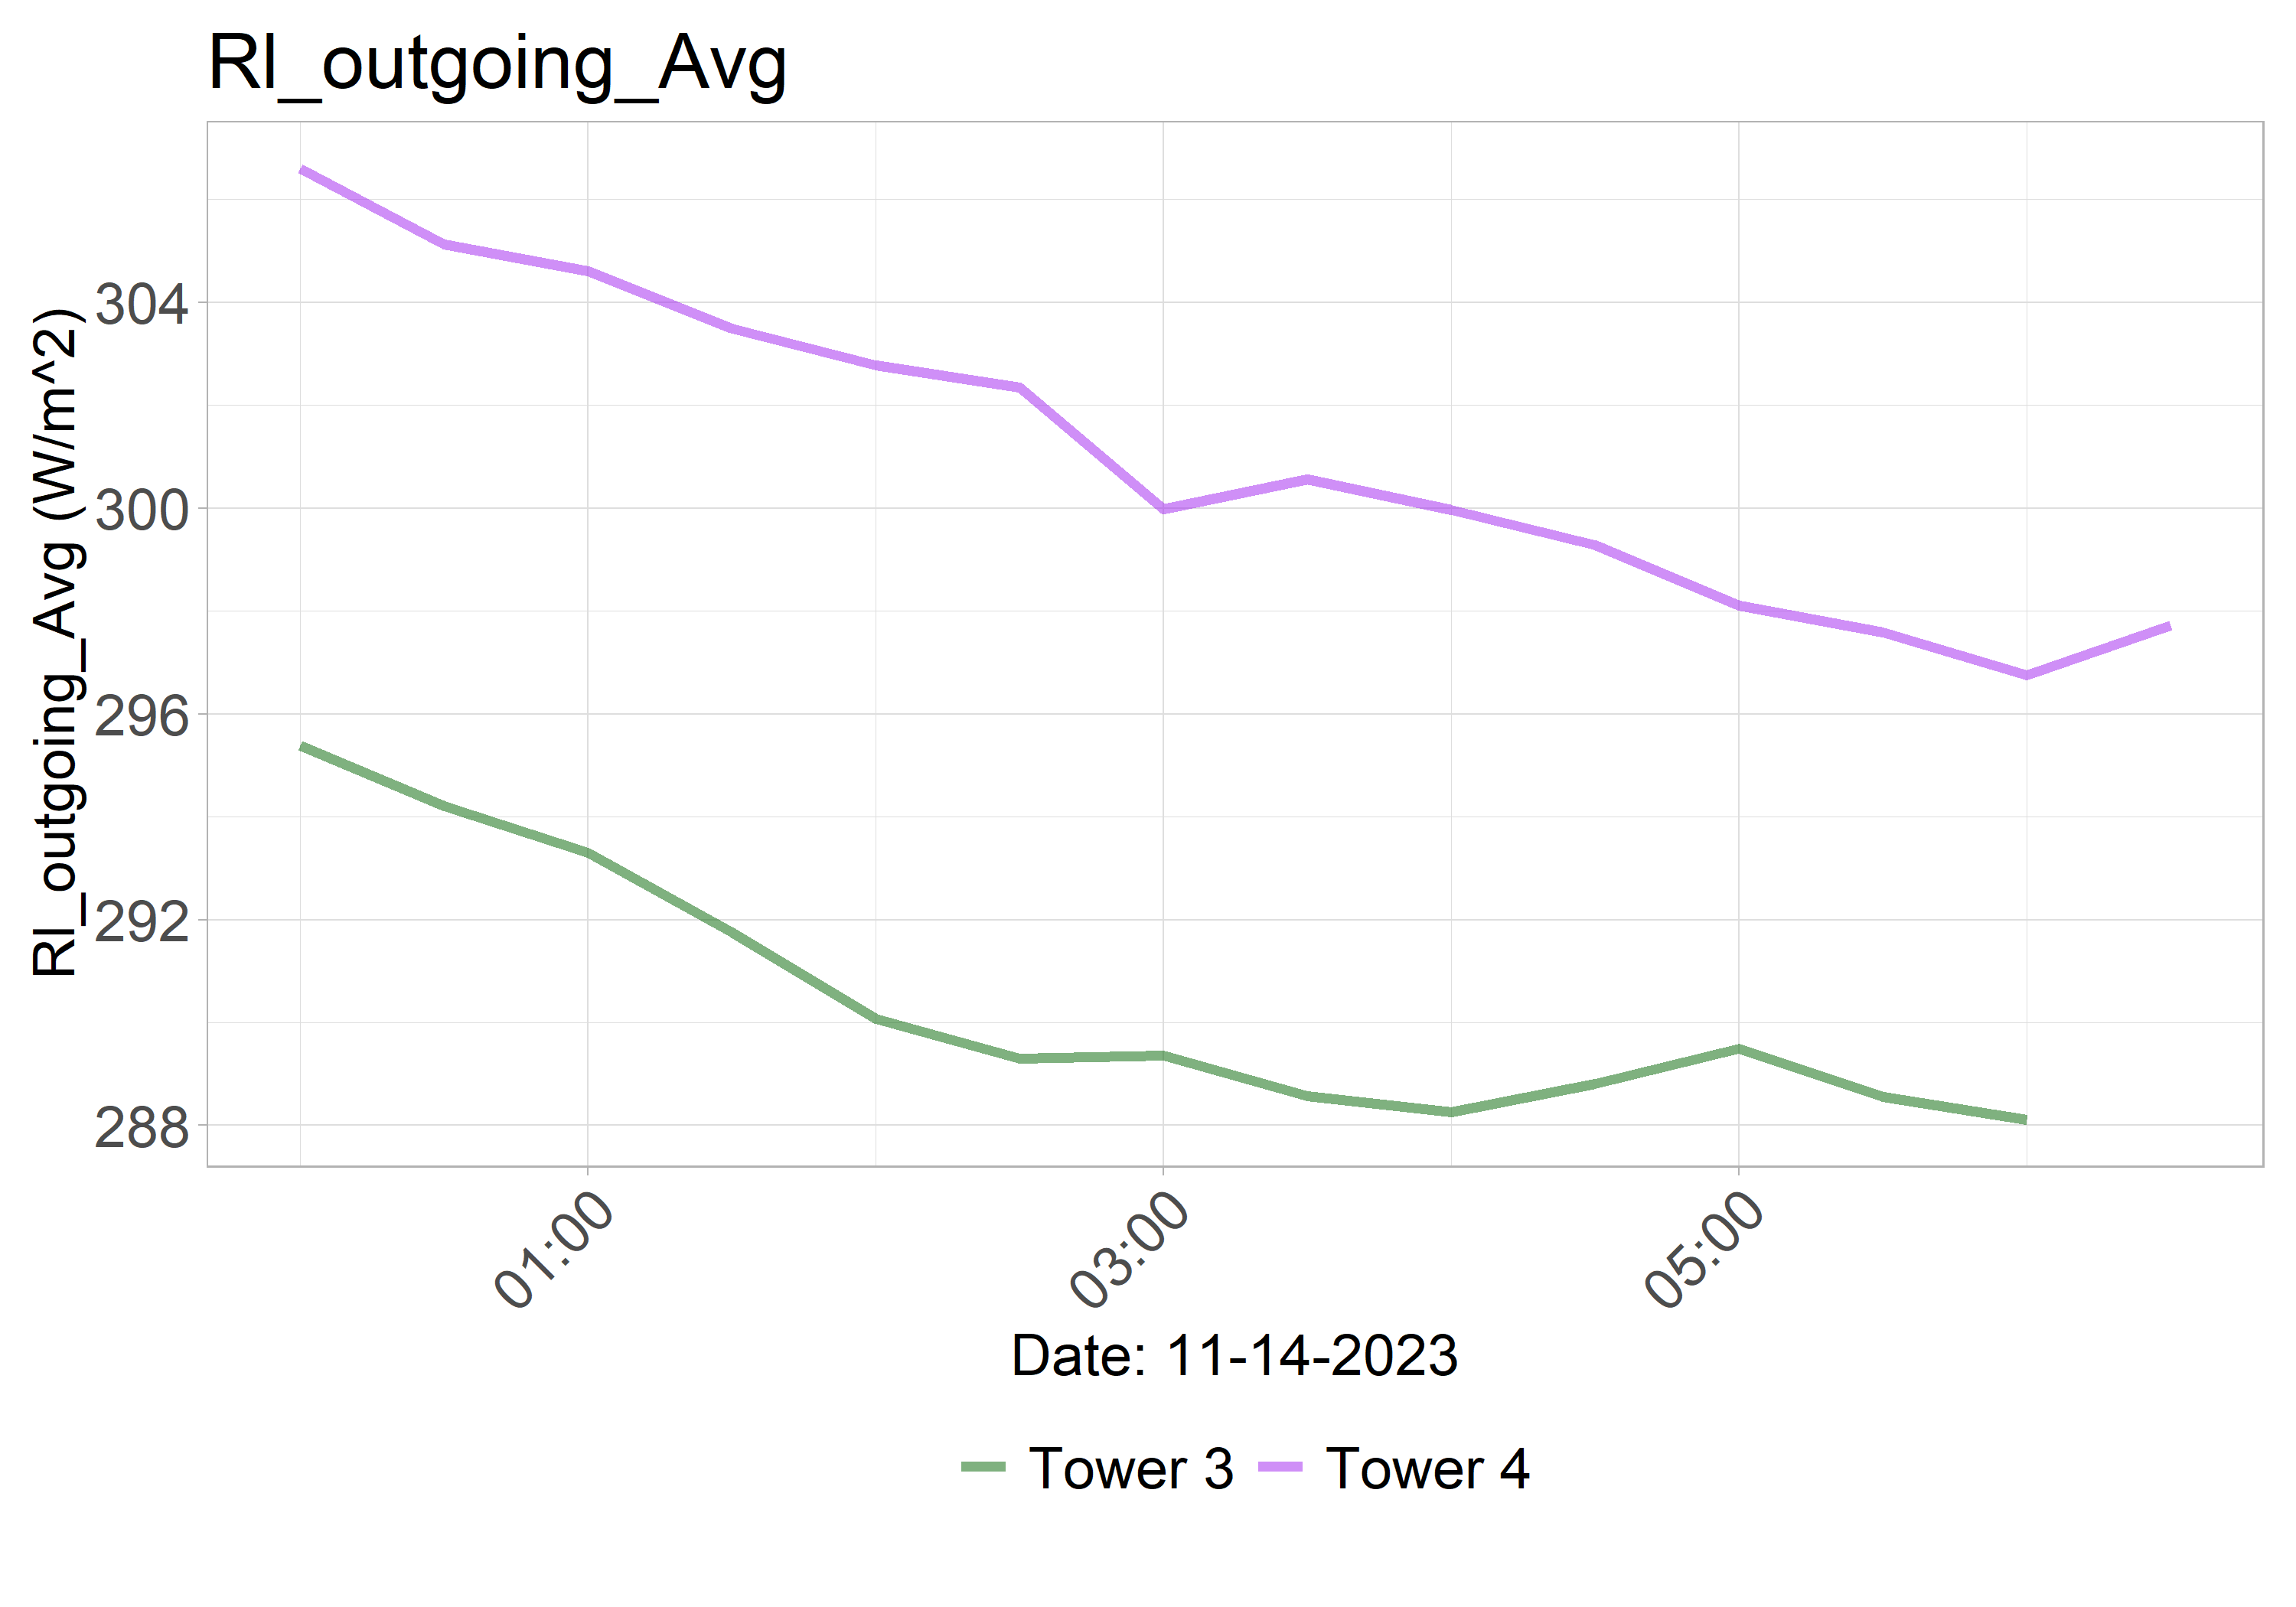 Rl_outgoing_Avg
Rl_outgoing_Avg (W/m^2)
304
300
296
292
288
01:00
03:00
05:00
Date: 11-14-2023
Tower 3
Tower 4